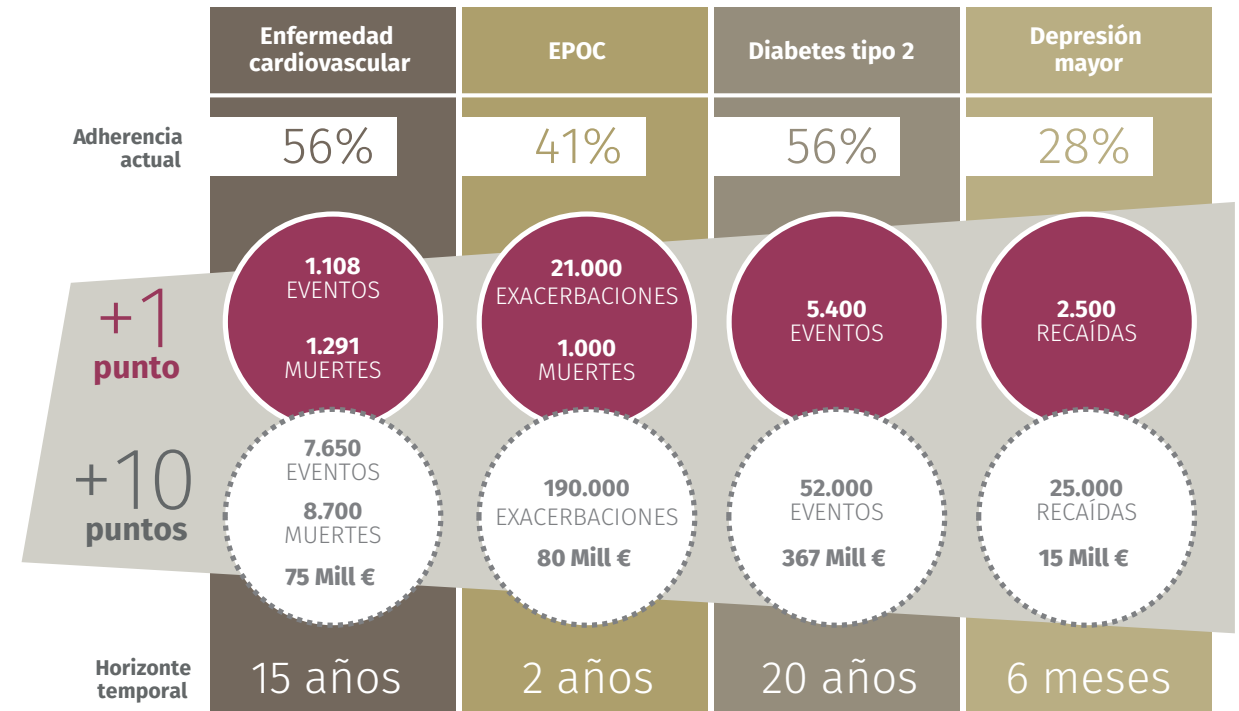 Enfermedad
cardiovascular
EPOC
Diabetes tipo 2
Depresión
mayor
Adherencia
actual
56%
41%
56%
28%
+1
punto
1.108
EVENTOS
1.291
MUERTES
21.000
EXACERBACIONES
1.000
MUERTES
5.400
EVENTOS
2.500
RECAÍDAS
+10
puntos
7.650
EVENTOS
8.700
MUERTES
75 Mill €
190.000
EXACERBACIONES
80 Mill €
52.000
EVENTOS
367 Mill €
25.000
RECAÍDAS
15 Mill €
Horizonte
temporal
15 años
2 años
20 años
6 meses